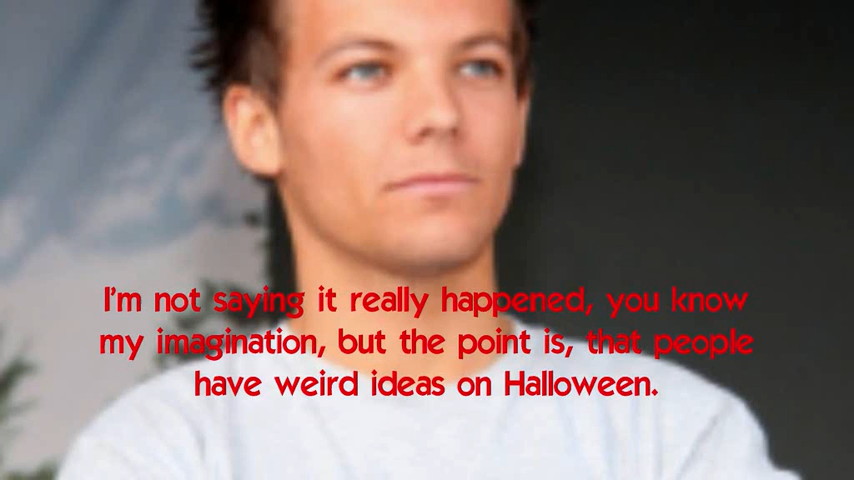 I'm not saying it really happened, you know
my imagination, but the point is, that people
have weird ideas on Halloween.